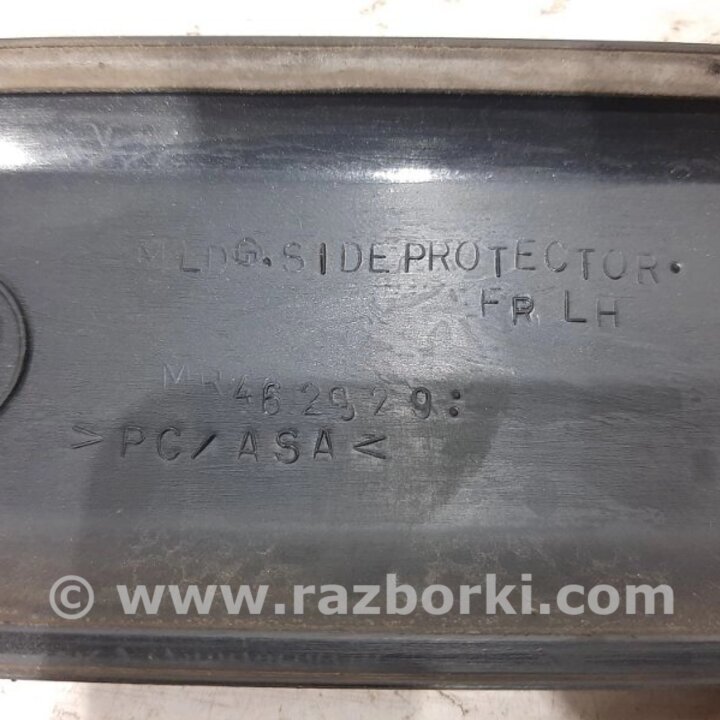 MLDG.SIDE PROTECTOR.
FR LH
MR462929:
>PC/ASA<
© www.razborki.com